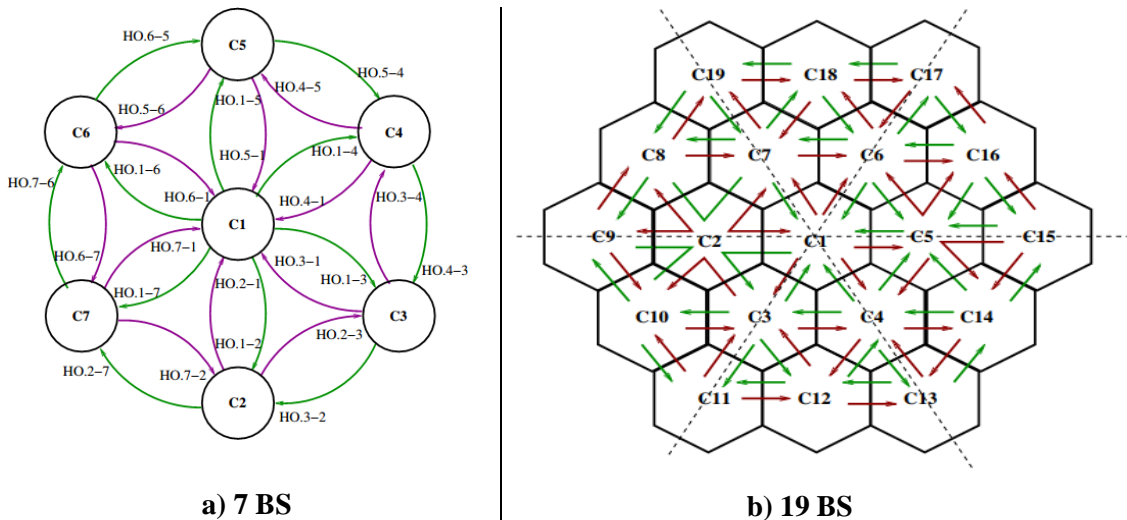 HO.6−5
C5
HO.5−4
HO.4−5
HO.5−6
HO.1−5
C6
C4
HO.1−4
HO.5−1
HO.1−6
HO.7−6
HO.6−1
HO.4−1
HO.3−4
C1
HO.6−7
HO.7−1
HO.3−1
HO.4−3
HO.1−3
HO.2−1
HO.1−7
C7
C3
HO.2−3
HO.1−2
HO.2−7
HO.7−2
C2
HO.3−2
a) 7 BS
C19 C18 C17
C8 C7 C6 C16
C9 C2 C1 C5 C15
C10 C3 C4 C14
C11 C12 C13
b) 19 BS